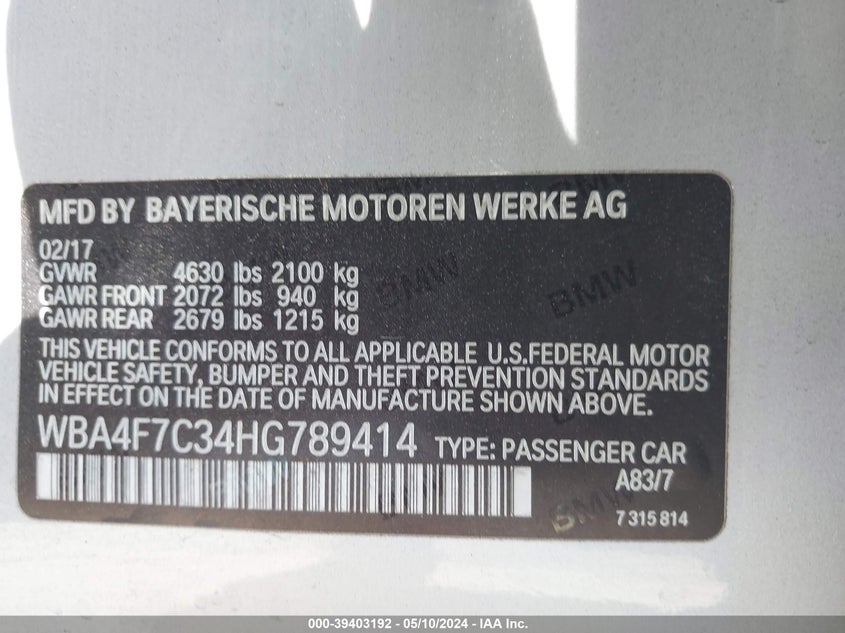 MFD BY BAYERISCHE MOTOREN WERKE AG
02/17
GVWR 4630 lbs 2100 kg
GAWR FRONT 2072 lbs 940 kg
GAWR REAR 2679 lbs 1215 kg
THIS VEHICLE CONFORMS TO ALL APPLICABLE U.S.FEDERAL MOTOR
VEHICLE SAFETY, BUMPER AND THEFT PREVENTION STANDARDS
IN EFFECT ON THE DATE OF MANUFACTURE SHOWN ABOVE.
WBA4F7C34HG789414 TYPE: PASSENGER CAR
A83/7
7 315 814
BMW
BMW
BMW
000-39403192 - 05/10/2024 - IAA Inc.